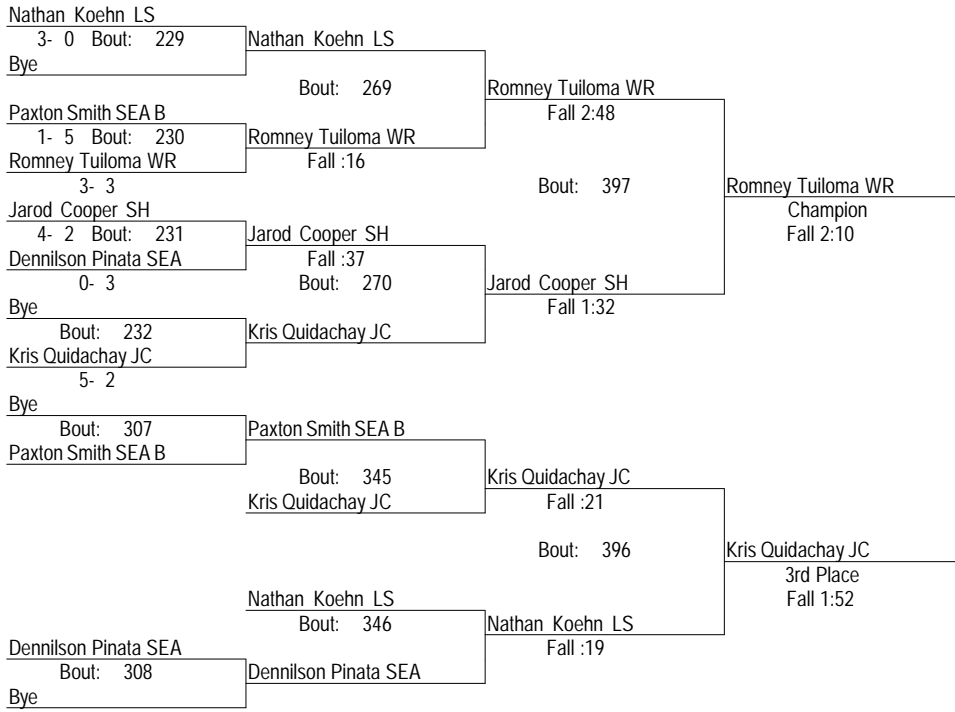 Nathan Koehn LS
3- 0 Bout: 229
Bye
Nathan Koehn LS
Bout: 269
Paxton Smith SEA B
1- 5 Bout: 230
Romney Tuiloma WR
3- 3
Romney Tuiloma WR
Fall :16
Romney Tuiloma WR
Fall 2:48
Jarod Cooper SH
4- 2 Bout: 231
Dennilson Pinata SEA
0- 3
Jarod Cooper SH
Fall :37
Bout: 270
Bye
Bout: 232
Kris Quidachay JC
5- 2
Kris Quidachay JC
Jarod Cooper SH
Fall 1:32
Bout: 397
Romney Tuiloma WR
Champion
Fall 2:10
Bye
Bout: 307
Paxton Smith SEA B
Paxton Smith SEA B
Bout: 345
Kris Quidachay JC
Kris Quidachay JC
Fall :21
Bout: 396
Kris Quidachay JC
3rd Place
Fall 1:52
Nathan Koehn LS
Bout: 346
Nathan Koehn LS
Fall :19
Dennilson Pinata SEA
Bout: 308
Bye
Dennilson Pinata SEA